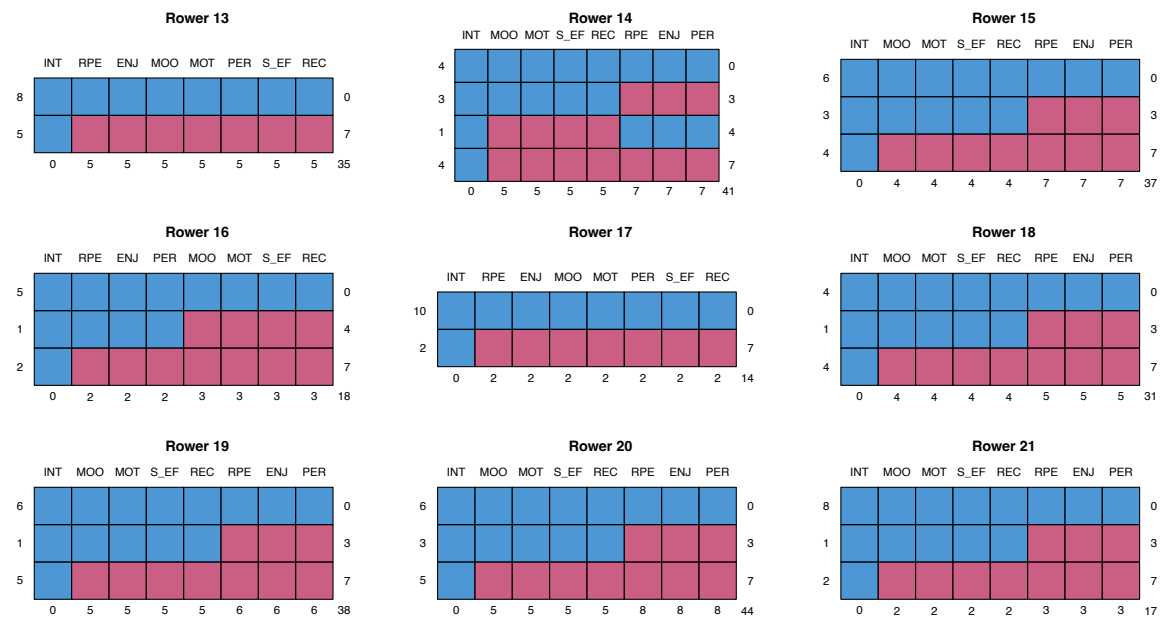 Rower 13
INT RPE ENJ MOO MOT PER S_EF REC
8 0
5 7
0 5 5 5 5 5 5 5 35
Rower 14
INT MOO MOT S_EF REC RPE ENJ PER
4 0
3 3
1 4
4 7
0 5 5 5 5 7 7 7 41
Rower 15
INT MOO MOT S_EF REC RPE ENJ PER
6 0
3 3
4 7
0 4 4 4 4 7 7 7 37
Rower 16
INT RPE ENJ PER MOO MOT S_EF REC
5 0
1 4
2 7
0 2 2 2 3 3 3 3 18
Rower 17
INT RPE ENJ MOO MOT PER S_EF REC
10 0
2 7
0 2 2 2 2 2 2 2 14
Rower 18
INT MOO MOT S_EF REC RPE ENJ PER
4 0
1 3
4 7
0 4 4 4 4 5 5 5 31
Rower 19
INT MOO MOT S_EF REC RPE ENJ PER
6 0
1 3
5 7
0 5 5 5 5 6 6 6 38
Rower 20
INT MOO MOT S_EF REC RPE ENJ PER
6 0
3 3
5 7
0 5 5 5 5 8 8 8 44
Rower 21
INT MOO MOT S_EF REC RPE ENJ PER
8 0
1 3
2 7
0 2 2 2 2 3 3 3 17